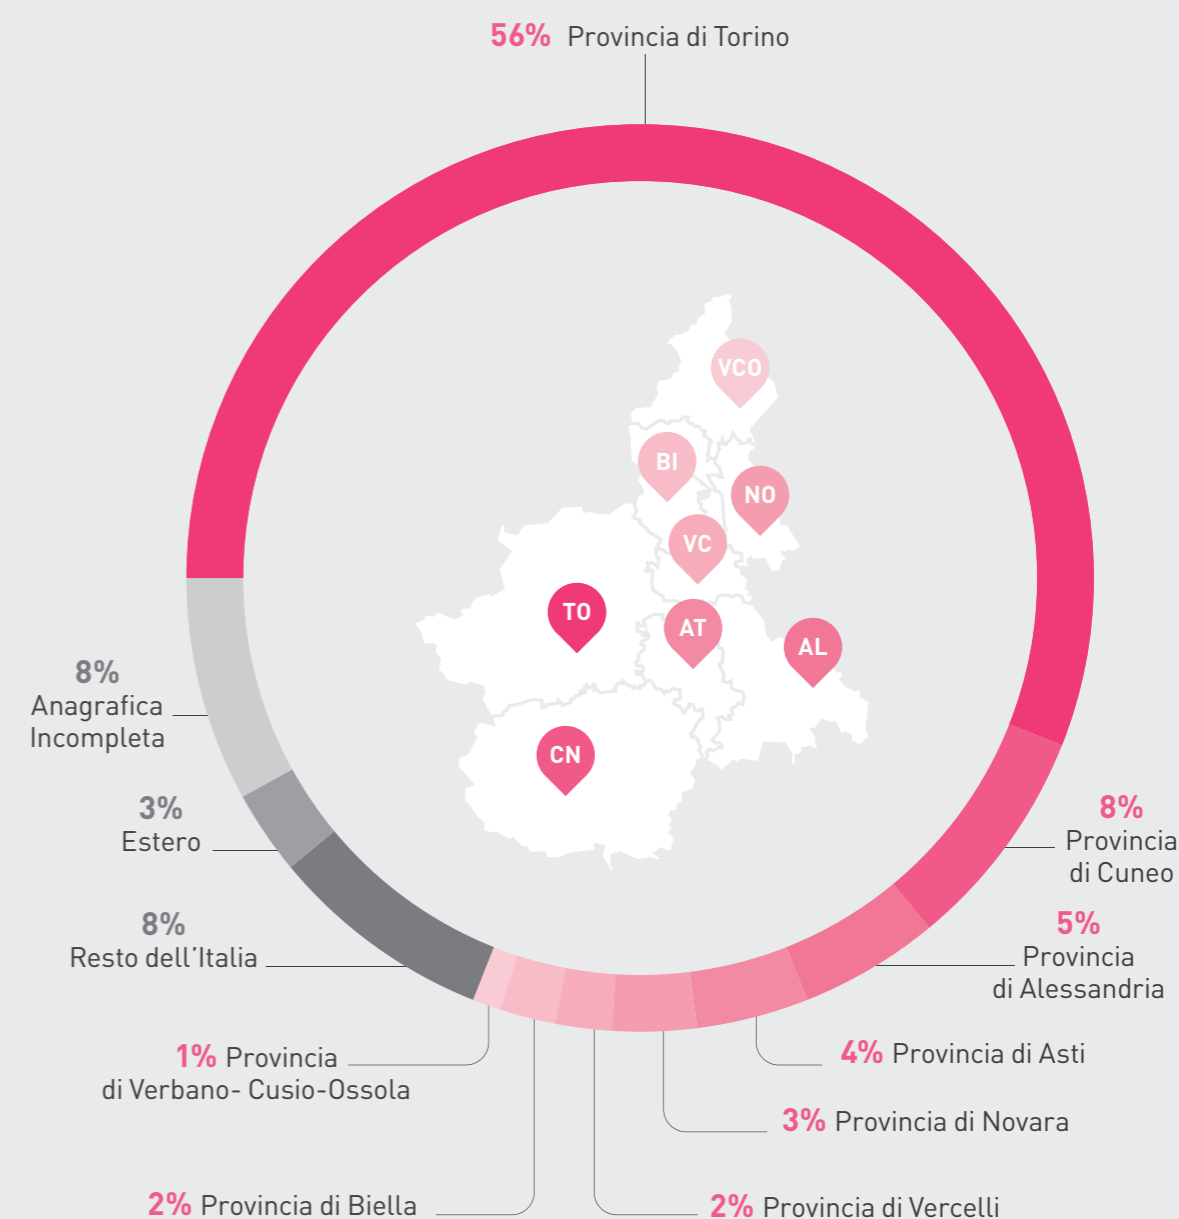 56% Provincia di Torino
VCO
BI
NO
VC
TO
AT
AL
CN
8%
Anagrafica
Incompleta
3%
Estero
8%
Resto dell'Italia
8%
Provincia
di Cuneo
5%
Provincia
di Alessandria
1% Provincia
di Verbano- Cusio-Ossola
4% Provincia di Asti
3% Provincia di Novara
2% Provincia di Biella
2% Provincia di Vercelli